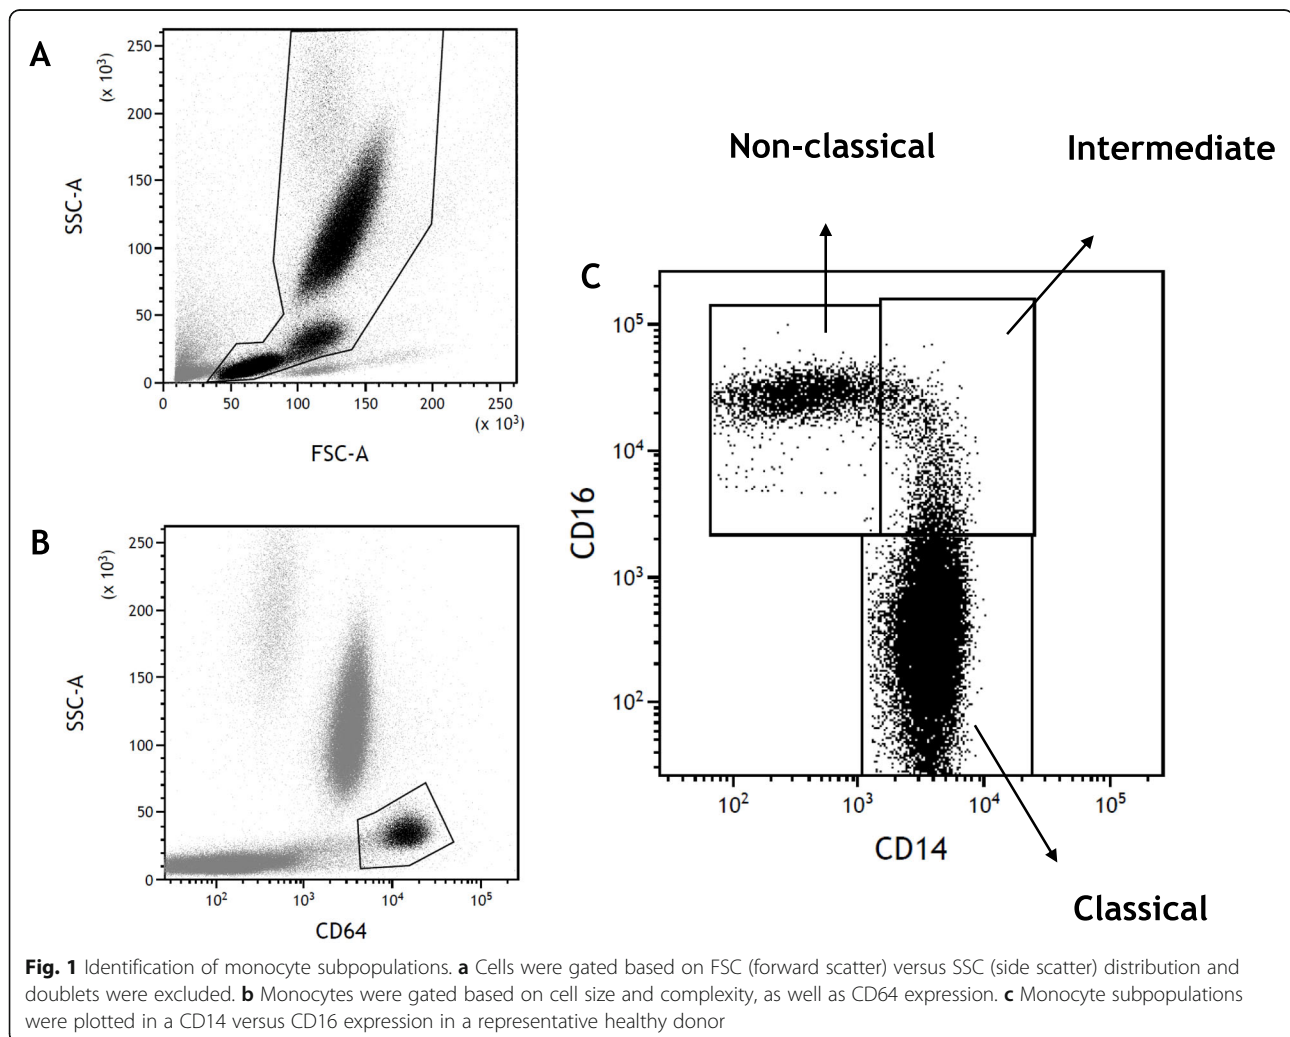 A
250
200
150
100
50
0
(x 10³)
SSC-A
0 50 100 150 200 250
(x 10³)
FSC-A
B
250
200
150
100
50
0
(x 10³)
SSC-A
10² 10³ 10⁴ 10⁵
CD64
Non-classical
Intermediate
C
10⁵
10⁴
10³
10²
CD16
10² 10³ 10⁴ 10⁵
CD14
Classical
Fig. 1 Identification of monocyte subpopulations. a Cells were gated based on FSC (forward scatter) versus SSC (side scatter) distribution and
doublets were excluded. b Monocytes were gated based on cell size and complexity, as well as CD64 expression. c Monocyte subpopulations
were plotted in a CD14 versus CD16 expression in a representative healthy donor